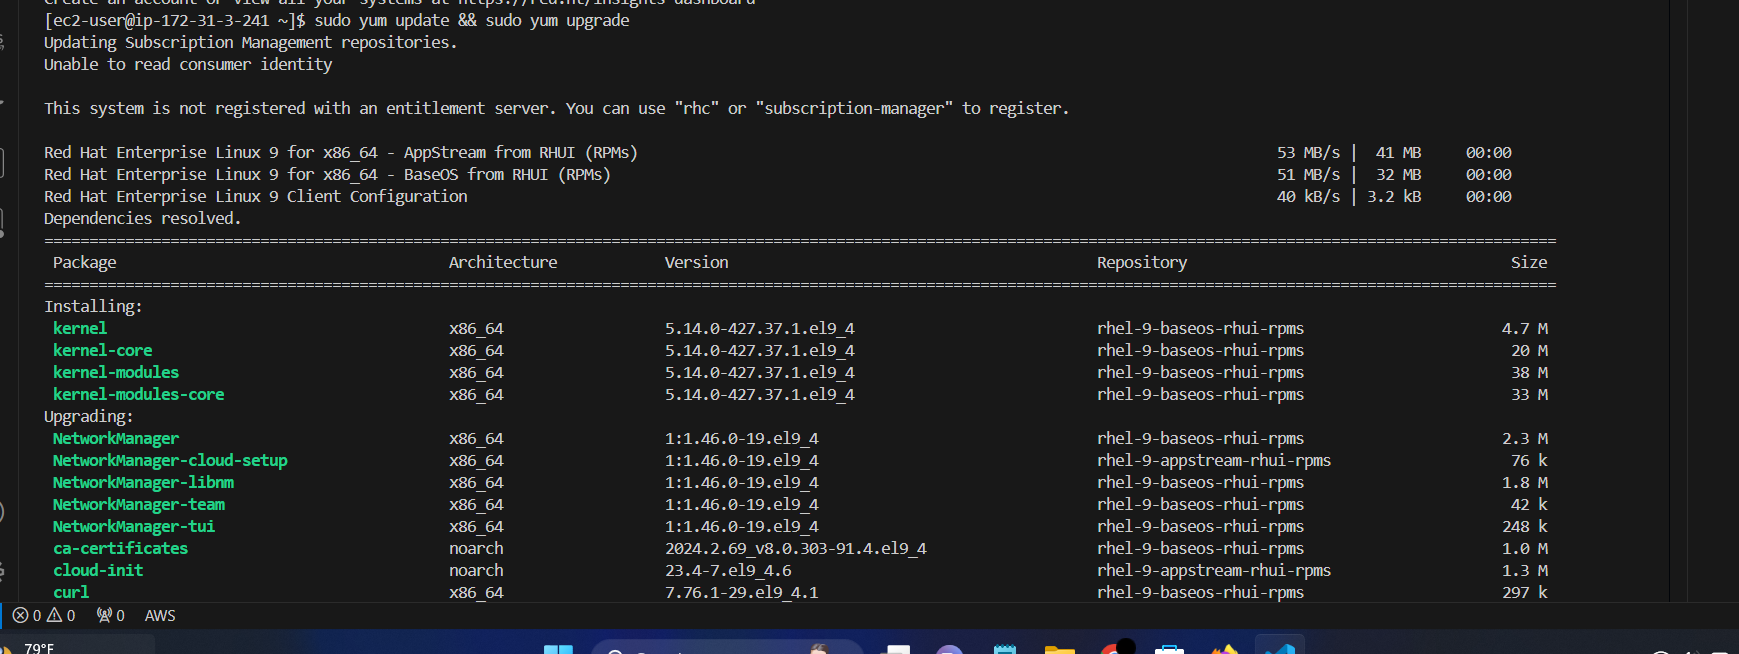 create an account or view all your systems at https://red.ht/insights-dashboard
[ec2-user@ip-172-31-3-241 ~]$ sudo yum update && sudo yum upgrade
Updating Subscription Management repositories.
Unable to read consumer identity
This system is not registered with an entitlement server. You can use "rhc" or "subscription-manager" to register.
Red Hat Enterprise Linux 9 for x86_64 - AppStream from RHUI (RPMs) 53 MB/s | 41 MB 00:00
Red Hat Enterprise Linux 9 for x86_64 - BaseOS from RHUI (RPMs) 51 MB/s | 32 MB 00:00
Red Hat Enterprise Linux 9 Client Configuration 40 kB/s | 3.2 kB 00:00
Dependencies resolved.
Package Architecture Version Repository Size
Installing:
kernel x86_64 5.14.0-427.37.1.el9_4 rhel-9-baseos-rhui-rpms 4.7 M
kernel-core x86_64 5.14.0-427.37.1.el9_4 rhel-9-baseos-rhui-rpms 20 M
kernel-modules x86_64 5.14.0-427.37.1.el9_4 rhel-9-baseos-rhui-rpms 38 M
kernel-modules-core x86_64 5.14.0-427.37.1.el9_4 rhel-9-baseos-rhui-rpms 33 M
Upgrading:
NetworkManager x86_64 1:1.46.0-19.el9_4 rhel-9-baseos-rhui-rpms 2.3 M
NetworkManager-cloud-setup x86_64 1:1.46.0-19.el9_4 rhel-9-appstream-rhui-rpms 76 k
NetworkManager-libnm x86_64 1:1.46.0-19.el9_4 rhel-9-baseos-rhui-rpms 1.8 M
NetworkManager-team x86_64 1:1.46.0-19.el9_4 rhel-9-baseos-rhui-rpms 42 k
NetworkManager-tui x86_64 1:1.46.0-19.el9_4 rhel-9-baseos-rhui-rpms 248 k
ca-certificates noarch 2024.2.69_v8.0.303-91.4.el9_4 rhel-9-baseos-rhui-rpms 1.0 M
cloud-init noarch 23.4-7.el9_4.6 rhel-9-appstream-rhui-rpms 1.3 M
curl x86_64 7.76.1-29.el9_4.1 rhel-9-baseos-rhui-rpms 297 k
0 0 0 AWS
79°F